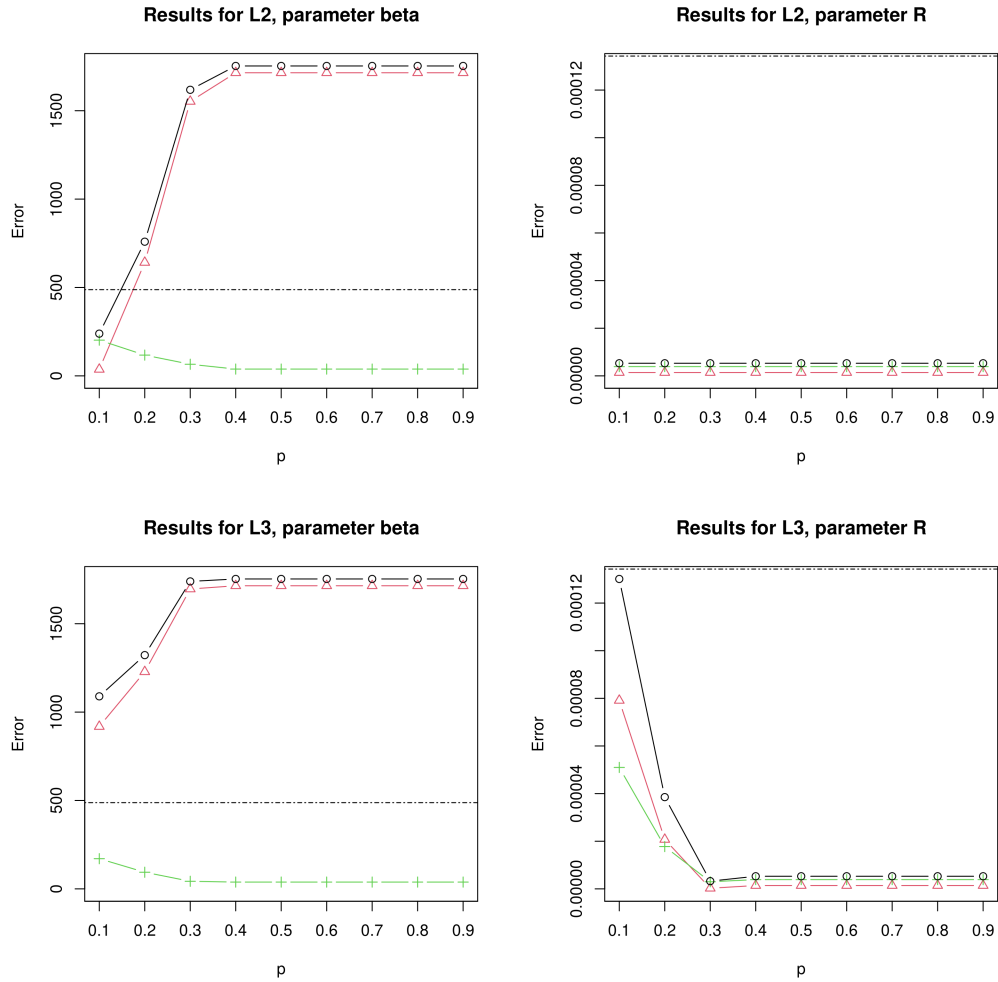 Results for L2, parameter beta
Error
1500
1000
500
0
0.1 0.2 0.3 0.4 0.5 0.6 0.7 0.8 0.9
p
Results for L2, parameter R
Error
0.00012
0.00008
0.00004
0.00000
0.1 0.2 0.3 0.4 0.5 0.6 0.7 0.8 0.9
p
Results for L3, parameter beta
Error
1500
1000
500
0
0.1 0.2 0.3 0.4 0.5 0.6 0.7 0.8 0.9
p
Results for L3, parameter R
Error
0.00012
0.00008
0.00004
0.00000
0.1 0.2 0.3 0.4 0.5 0.6 0.7 0.8 0.9
p